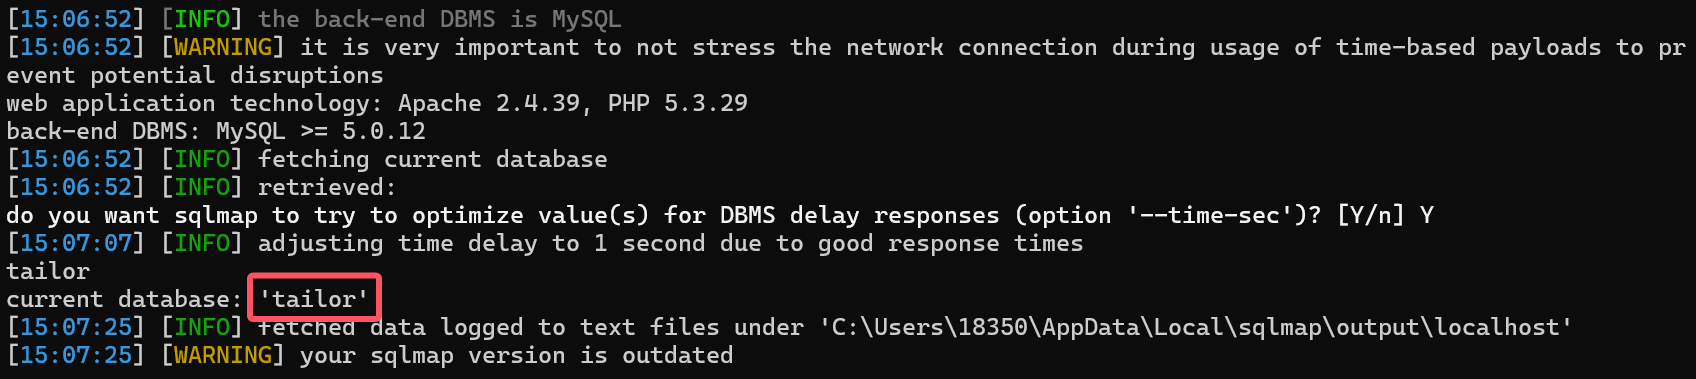 [15:06:52] [INFO] the back-end DBMS is MySQL
[15:06:52] [WARNING] it is very important to not stress the network connection during usage of time-based payloads to pr
event potential disruptions
web application technology: Apache 2.4.39, PHP 5.3.29
back-end DBMS: MySQL >= 5.0.12
[15:06:52] [INFO] fetching current database
[15:06:52] [INFO] retrieved:
do you want sqlmap to try to optimize value(s) for DBMS delay responses (option '--time-sec')? [Y/n] Y
[15:07:07] [INFO] adjusting time delay to 1 second due to good response times
tailor
current database: 'tailor'
[15:07:25] [INFO] fetched data logged to text files under 'C:\Users\18350\AppData\Local\sqlmap\output\localhost'
[15:07:25] [WARNING] your sqlmap version is outdated